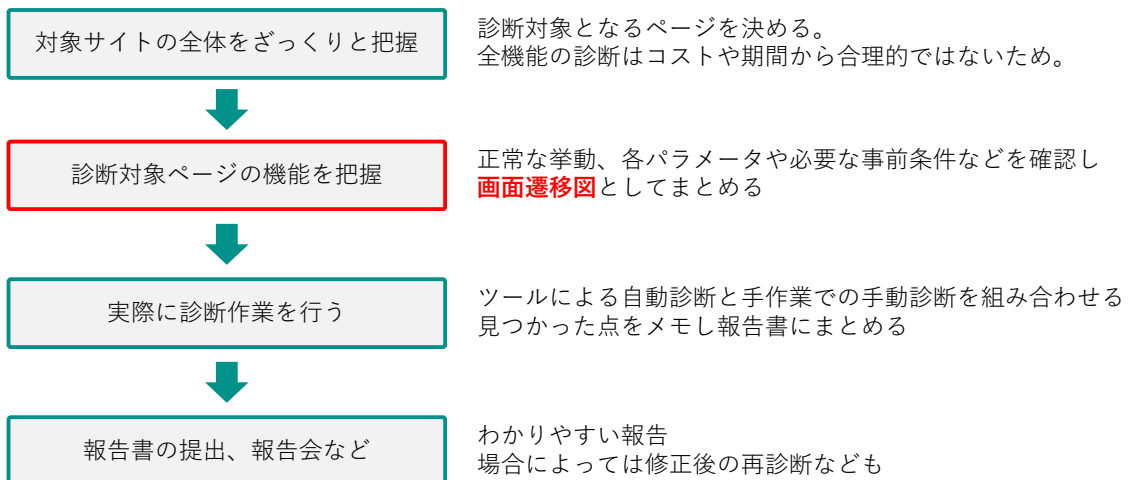 対象サイトの全体をざっくりと把握
診断対象となるページを決める。
全機能の診断はコストや期間から合理的ではないため。
診断対象ページの機能を把握
正常な挙動、各パラメータや必要な事前条件などを確認し
画面遷移図としてまとめる
実際に診断作業を行う
ツールによる自動診断と手作業での手動診断を組み合わせる
見つかった点をメモし報告書にまとめる
報告書の提出、報告会など
わかりやすい報告
場合によっては修正後の再診断なども